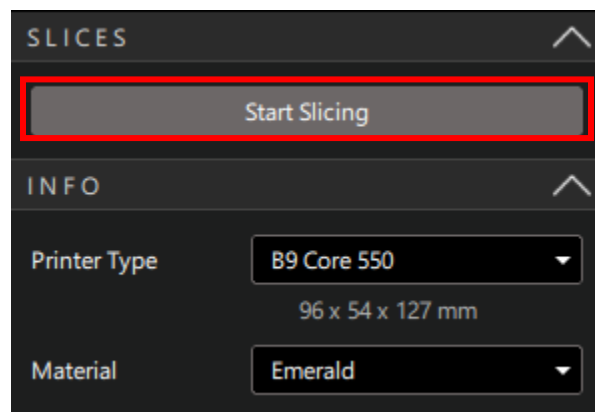 SLICES
Start Slicing
INFO
Printer Type B9 Core 550
96 x 54 x 127 mm
Material Emerald